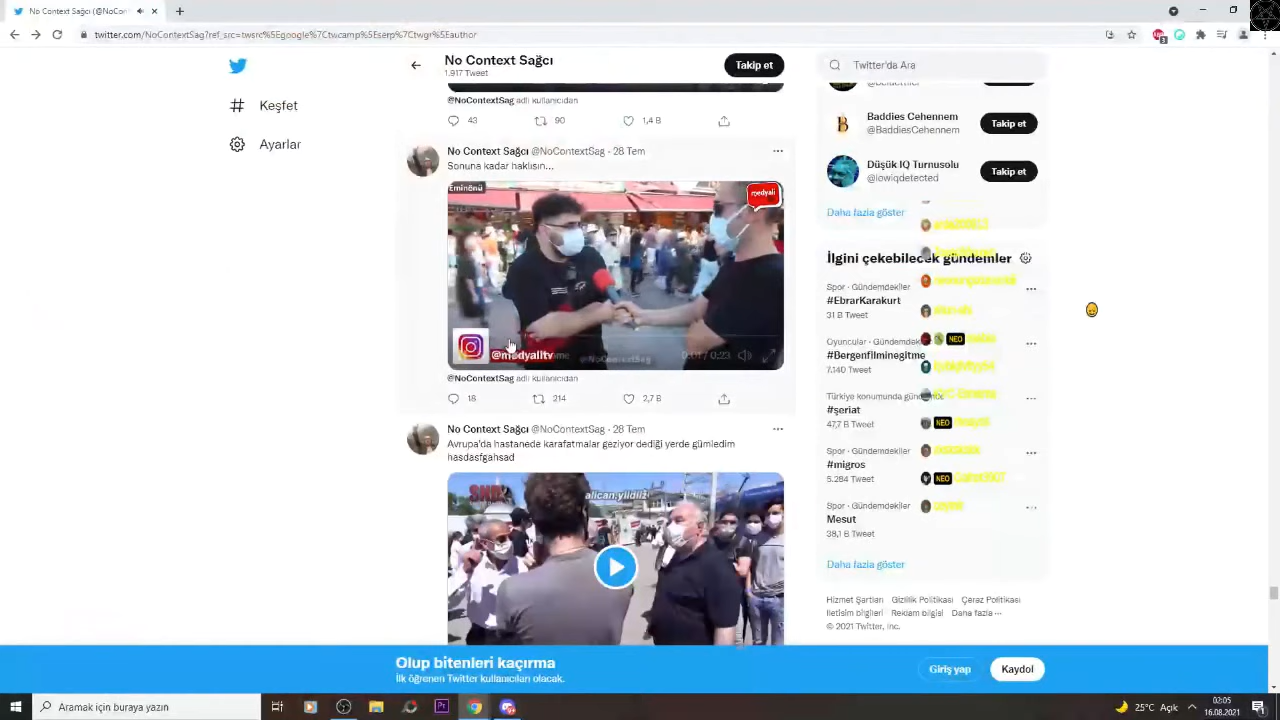 No Context Sağcı (@NoCon
twitter.com/NoContextSag?ref_src=twsrc%5Egoogle%7Ctwcamp%5Eserp%7Ctwgr%5Eauthor
Keşfet
Ayarlar
No Context Sağcı
1.917 Tweet
Takip et
@NoContextSag adlı kullanıcıdan
43 90 1,4 B
No Context Sağcı @NoContextSag · 28 Tem
Sonuna kadar haklısın...
Eminönü
medyali
@medyalitv
@NoContextSag
0:01 / 0:23
@NoContextSag adlı kullanıcıdan
18 214 2,7 B
No Context Sağcı @NoContextSag · 28 Tem
Avrupa'da hastanede karafatmalar geziyor dediği yerde gümledim
hasdasfgahsad
alican.yildiz
Twitter'da Ara
Baddies Cehennem
@BaddiesCehennem
Takip et
Düşük IQ Turnusolu
@lowiqdetected
Takip et
Daha fazla göster
İlgini çekebilecek gündemler
Spor · Gündemdekiler
#EbrarKarakurt
31 B Tweet
Oyuncular · Gündemdekiler
#Bergenfilminegitme
7.140 Tweet
NEO
Türkiye konumunda
#şeriat
47,7 B Tweet
NEO
Spor · Gündemdekiler
#migros
5.284 Tweet
NEO
Spor · Gündemdekiler
Mesut
38,1 B Tweet
Daha fazla göster
Hizmet Şartları Gizlilik Politikası Çerez Politikası
İletişim bilgileri Reklam bilgisi Daha fazla ···
© 2021 Twitter, Inc.
Olup bitenleri kaçırma
İlk öğrenen Twitter kullanıcıları olacak.
Giriş yap
Kaydol
Aramak için buraya yazın
25°C Açık
02:05
16.08.2021